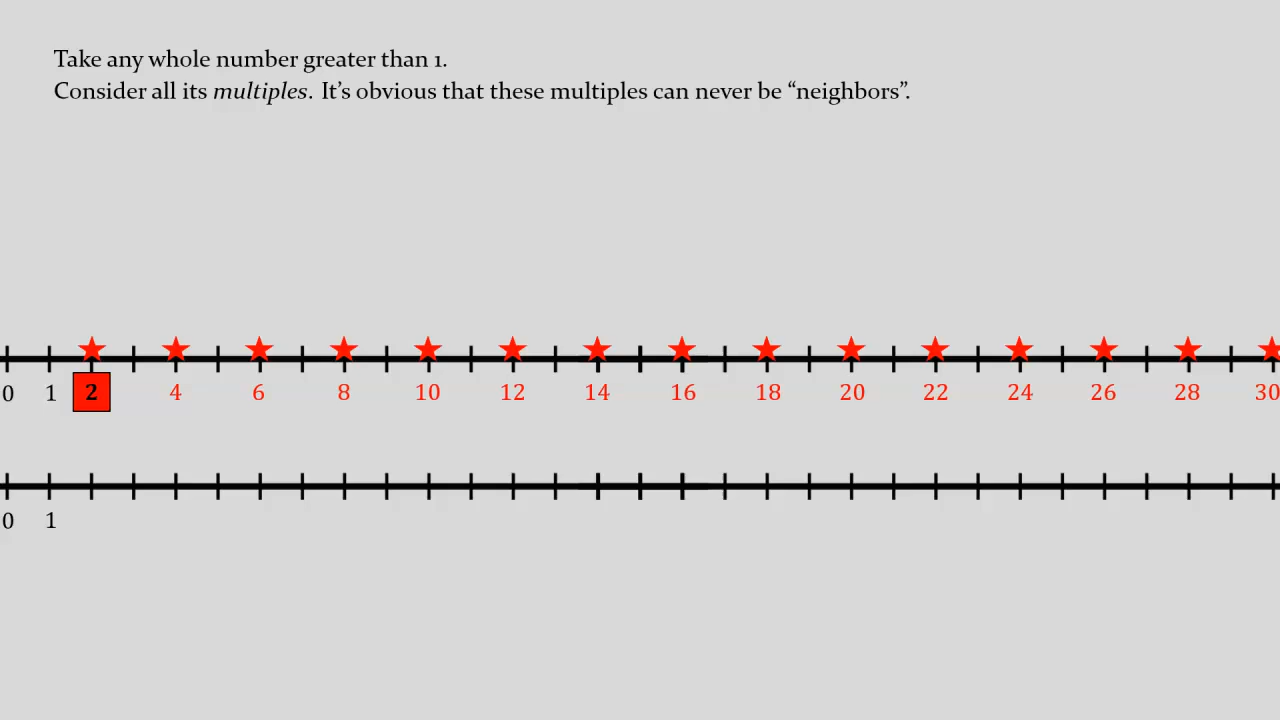 Take any whole number greater than 1.
Consider all its multiples. It’s obvious that these multiples can never be “neighbors”.
0 1 2 4 6 8 10 12 14 16 18 20 22 24 26 28 30
0 1